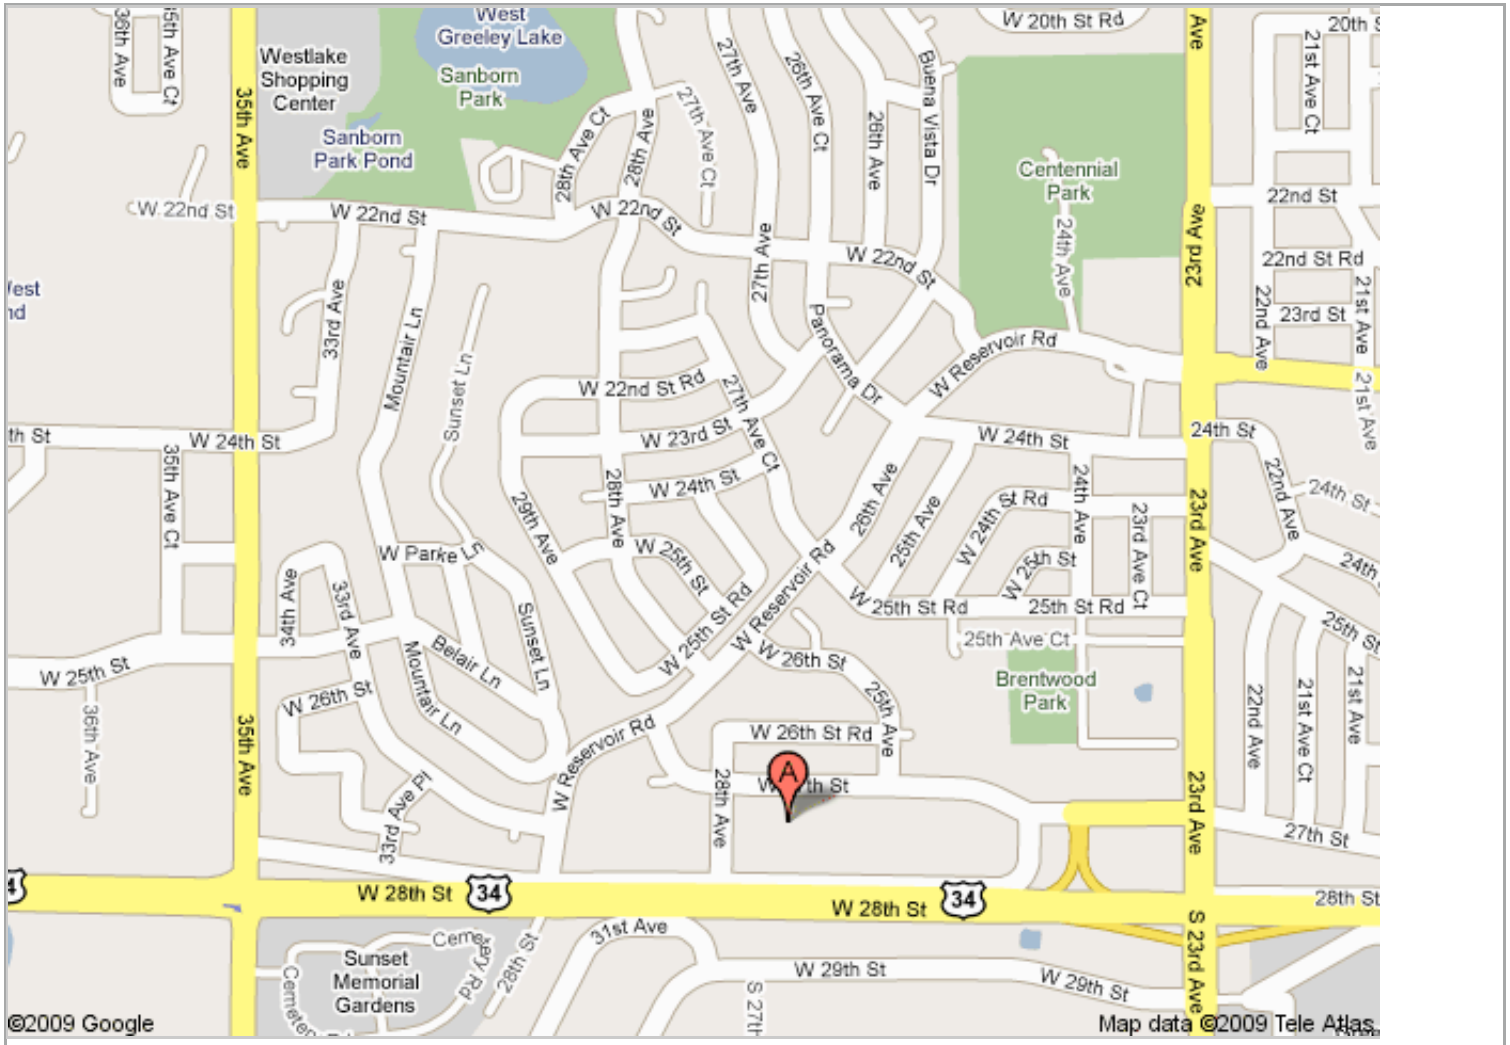 36th Ave
35th Ave Ct
West
Greeley Lake
W 20th St Rd
Ave
20th S
Westlake
Shopping
Center
Sanborn
Park
27th Ave
26th Ave Ct
Buena Vista Dr
21st Ave Ct
35th Ave
Sanborn
Park Pond
28th Ave Ct
28th Ave
27th Ave Ct
26th Ave
Centennial
Park
W 22nd St
W 22nd St
W 22nd St
W 22nd St
24th Ave
23rd Ave
22nd St
22nd St Rd
27th Ave
33rd Ave
Mountair Ln
Sunset Ln
Panorama Dr
W Reservoir Rd
22nd Ave
23rd St
21st Ave
21st Ave
W 22nd St Rd
27th Ave Ct
W 23rd St
W 24th St
th St
W 24th St
W 24th St
24th St
35th Ave Ct
28th Ave
29th Ave
26th Ave
25th Ave
W 24th St Rd
24th Ave
23rd Ave Ct
23rd Ave
22nd Ave
24th St
24th
W Parke Ln
W 25th St
W 25th St
W 25th St Rd
W Reservoir Rd
W 25th St Rd
25th St Rd
34th Ave
33rd Ave
Sunset Ln
Belair Ln
Mountair Ln
25th Ave Ct
25th St
W 25th St
W 26th St
W 26th St
25th Ave
Brentwood
Park
22nd Ave
21st Ave Ct
21st Ave
36th Ave
35th Ave
W Reservoir Rd
W 26th St Rd
A
33rd Ave Pl
28th Ave
23rd Ave
27th St
W 28th St
34
W 28th St
34
28th St
31st Ave
28th St
Cemetery Rd
Sunset
Memorial
Gardens
W 29th St
W 29th St
S 27th
S 23rd Ave
©2009 Google
Map data ©2009 Tele Atlas